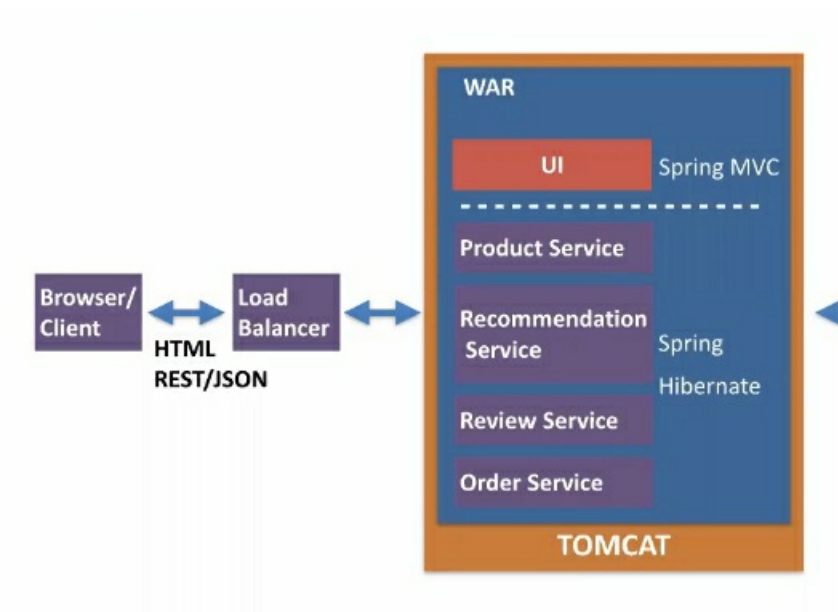 WAR
UI
Spring MVC
Product Service
Browser/
Client
Load
Balancer
HTML
REST/JSON
Recommendation
Service
Spring
Hibernate
Review Service
Order Service
TOMCAT